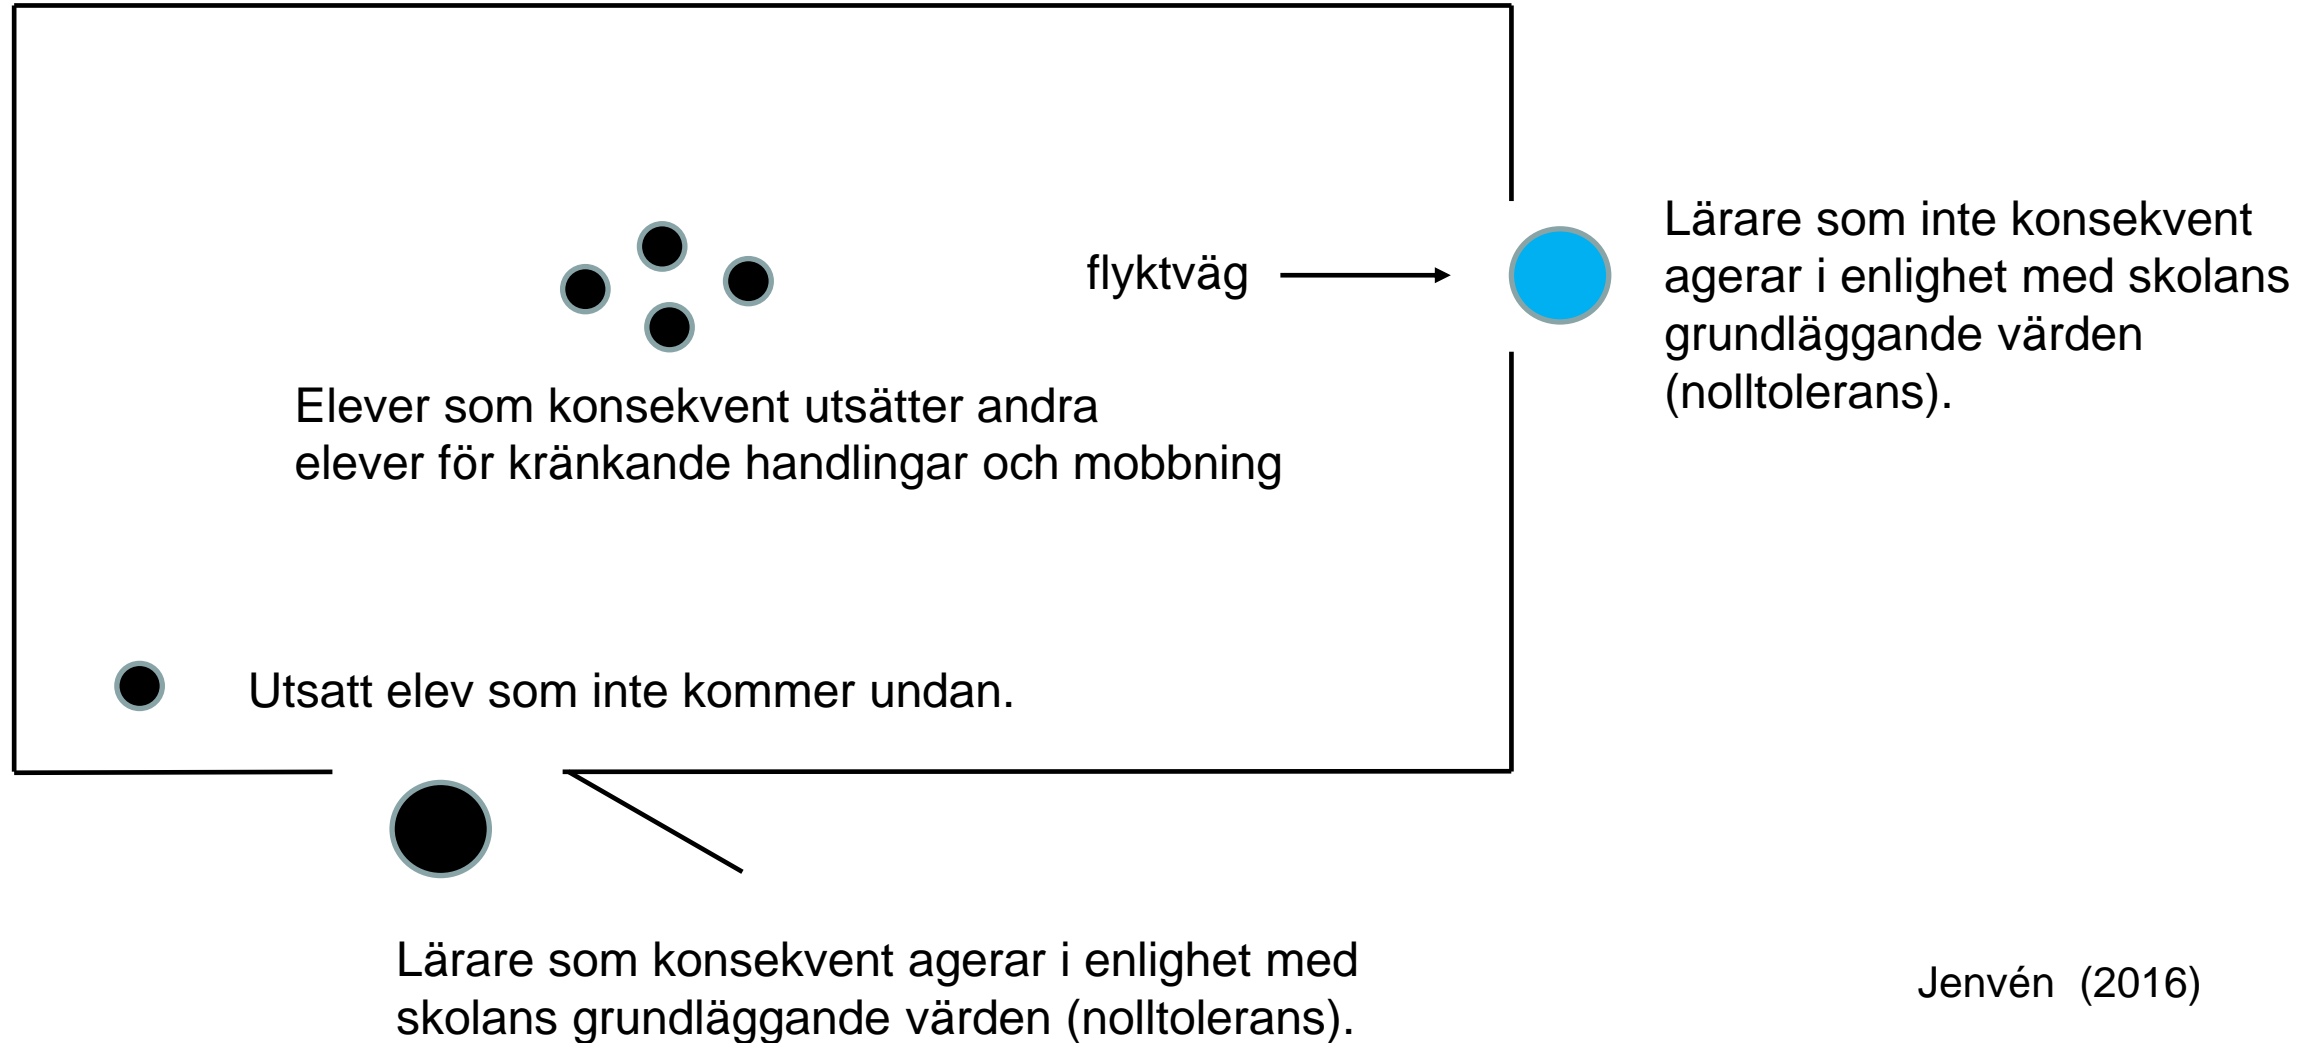 Lärare som inte konsekvent
agerar i enlighet med skolans
grundläggande värden
(nolltolerans).
flyktväg
Elever som konsekvent utsätter andra
elever för kränkande handlingar och mobbning
Utsatt elev som inte kommer undan.
Lärare som konsekvent agerar i enlighet med
skolans grundläggande värden (nolltolerans).
Jenvén (2016)